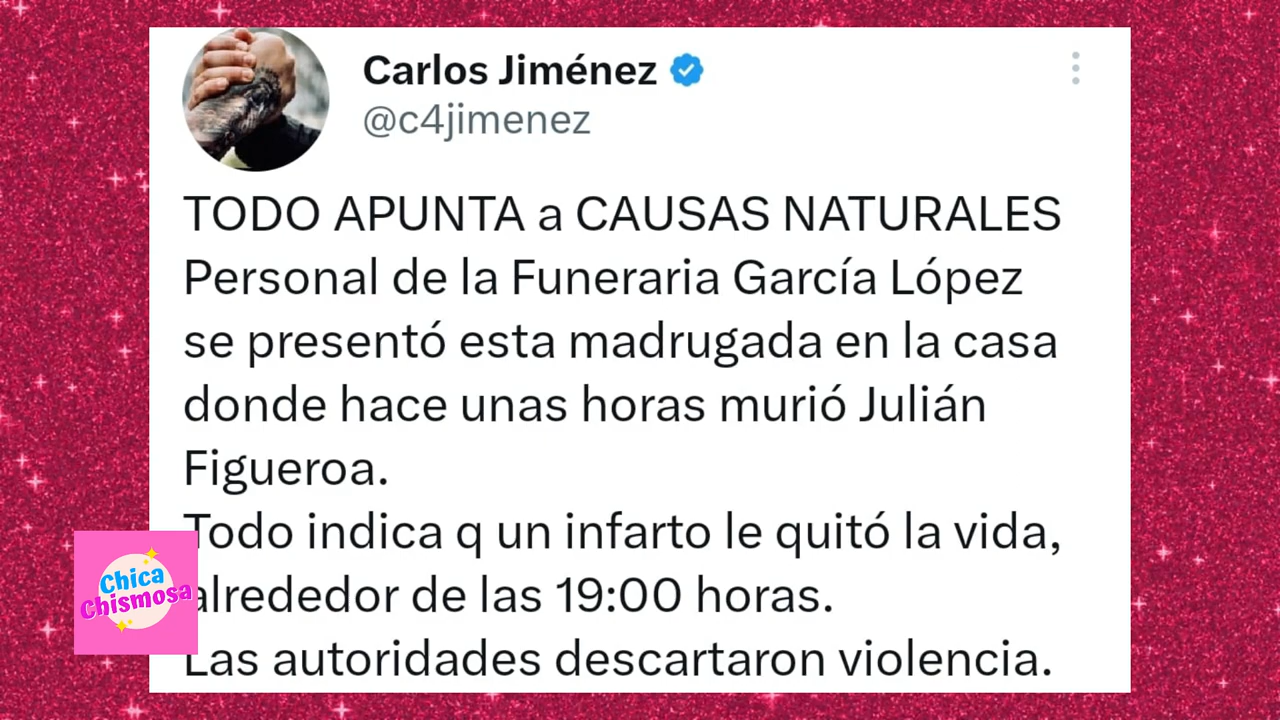 Carlos Jiménez
@c4jimenez
TODO APUNTA a CAUSAS NATURALES
Personal de la Funeraria García López
se presentó esta madrugada en la casa
donde hace unas horas murió Julián
Figueroa.
Todo indica q un infarto le quitó la vida,
alrededor de las 19:00 horas.
Las autoridades descartaron violencia.
Chica
Chismosa